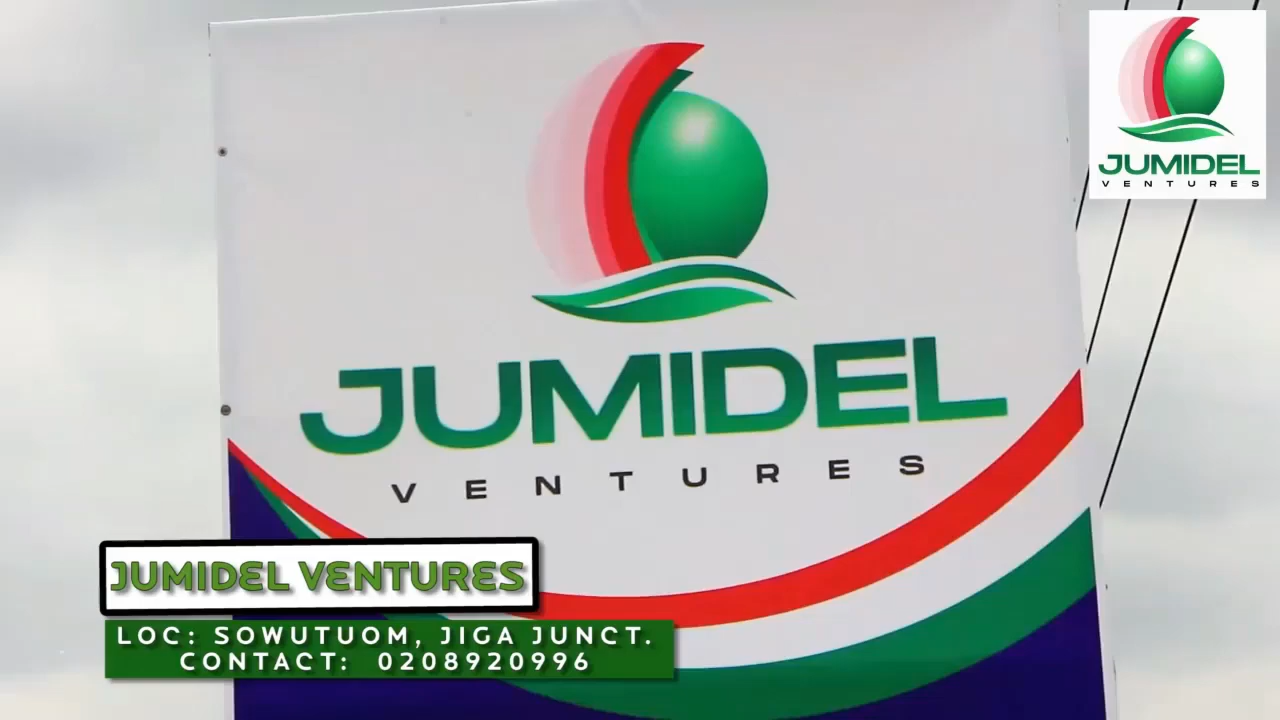 JUMIDEL
VENTURES
JUMIDEL
VENTURES
JUMIDEL VENTURES
LOC: SOWUTUOM, JIGA JUNCT.
CONTACT: 0208920996